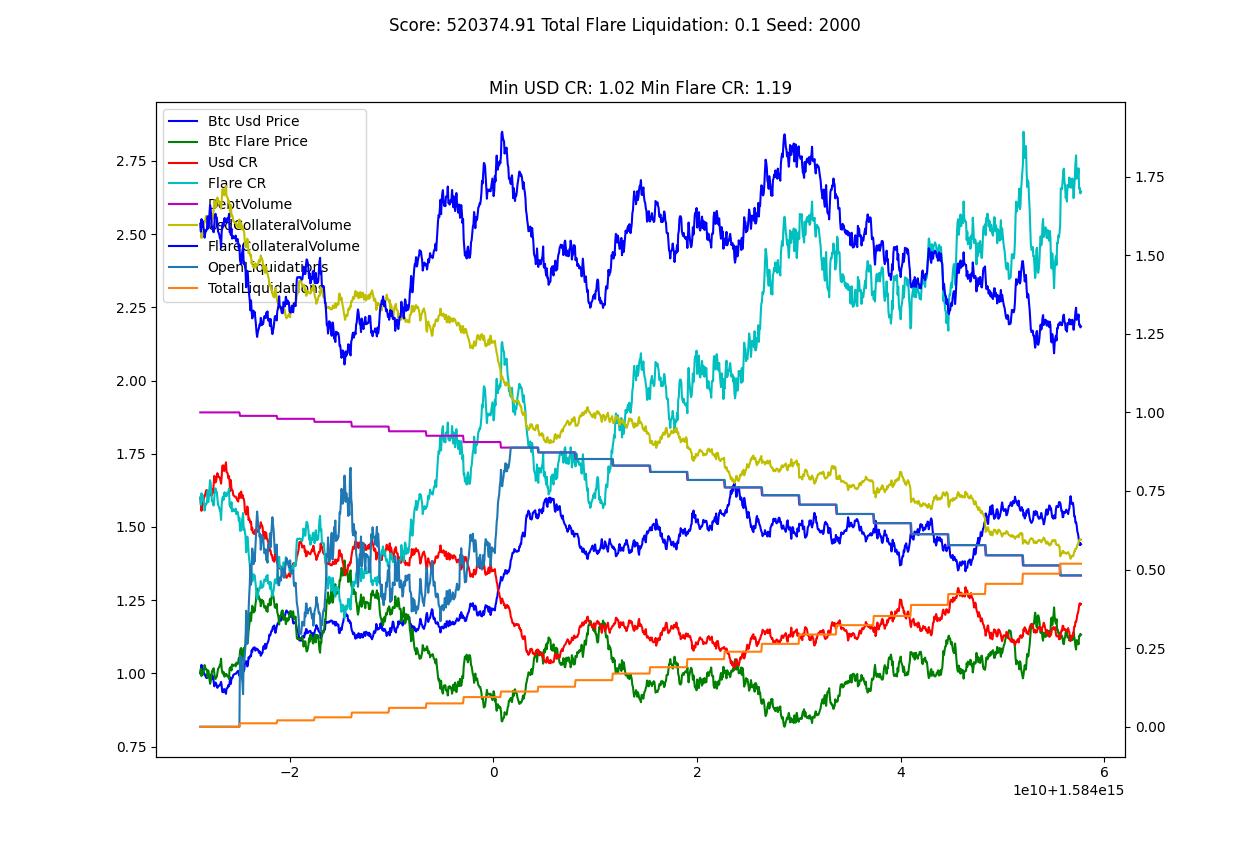 Score: 520374.91 Total Flare Liquidation: 0.1 Seed: 2000
Min USD CR: 1.02 Min Flare CR: 1.19
Btc Usd Price
Btc Flare Price
Usd CR
Flare CR
DebtVolume
UsdCollateralVolume
FlareCollateralVolume
OpenLiquidations
TotalLiquidations
2.75
2.50
2.25
2.00
1.75
1.50
1.25
1.00
0.75
1.75
1.50
1.25
1.00
0.75
0.50
0.25
0.00
−2
0
2
4
6
1e10+1.584e15